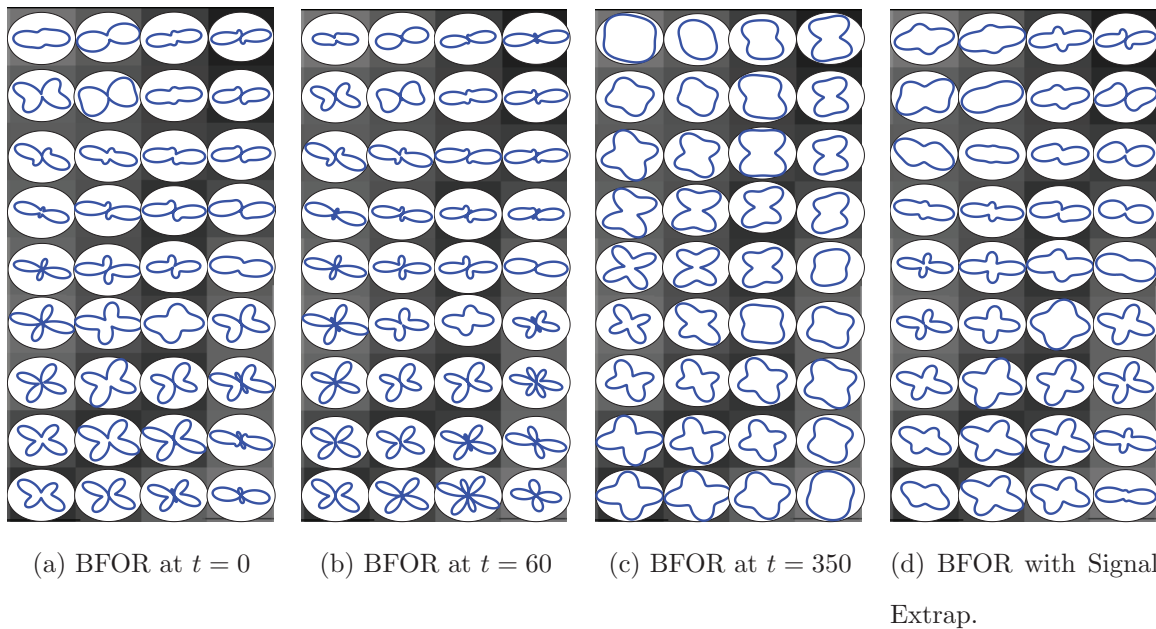 (a) BFOR at t = 0
(b) BFOR at t = 60
(c) BFOR at t = 350
(d) BFOR with Signal
Extrap.